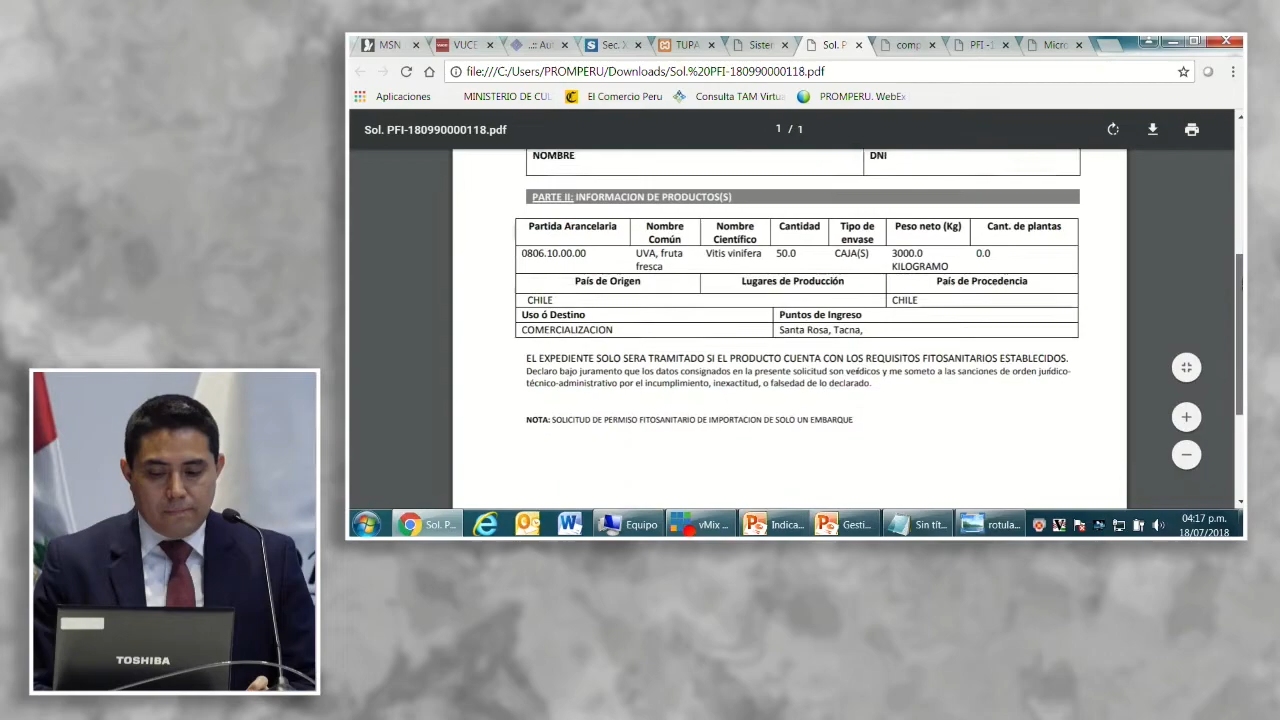 MSN
VUCE
..:: Au
Sec. X
TUPA
Sister
Sol. P
comp
PFI -1
Micro
file:///C:/Users/PROMPERU/Downloads/Sol.%20PFI-180990000118.pdf
Aplicaciones
MINISTERIO DE CUL
El Comercio Peru
Consulta TAM Virtua
PROMPERU. WebEx
Sol. PFI-180990000118.pdf
1 / 1
NOMBRE
DNI
PARTE II: INFORMACION DE PRODUCTOS(S)
Partida Arancelaria
Nombre Común
Nombre Científico
Cantidad
Tipo de envase
Peso neto (Kg)
Cant. de plantas
0806.10.00.00
UVA, fruta fresca
Vitis vinifera
50.0
CAJA(S)
3000.0 KILOGRAMO
0.0
País de Origen
Lugares de Producción
País de Procedencia
CHILE
CHILE
Uso ó Destino
Puntos de Ingreso
COMERCIALIZACION
Santa Rosa, Tacna,
EL EXPEDIENTE SOLO SERA TRAMITADO SI EL PRODUCTO CUENTA CON LOS REQUISITOS FITOSANITARIOS ESTABLECIDOS.
Declaro bajo juramento que los datos consignados en la presente solicitud son verídicos y me someto a las sanciones de orden jurídico-
técnico-administrativo por el incumplimiento, inexactitud, o falsedad de lo declarado.
NOTA: SOLICITUD DE PERMISO FITOSANITARIO DE IMPORTACION DE SOLO UN EMBARQUE
Sol. P...
Equipo
vMix ...
Indica...
Gesti...
Sin tít...
rotula...
04:17 p.m.
18/07/2018
TOSHIBA